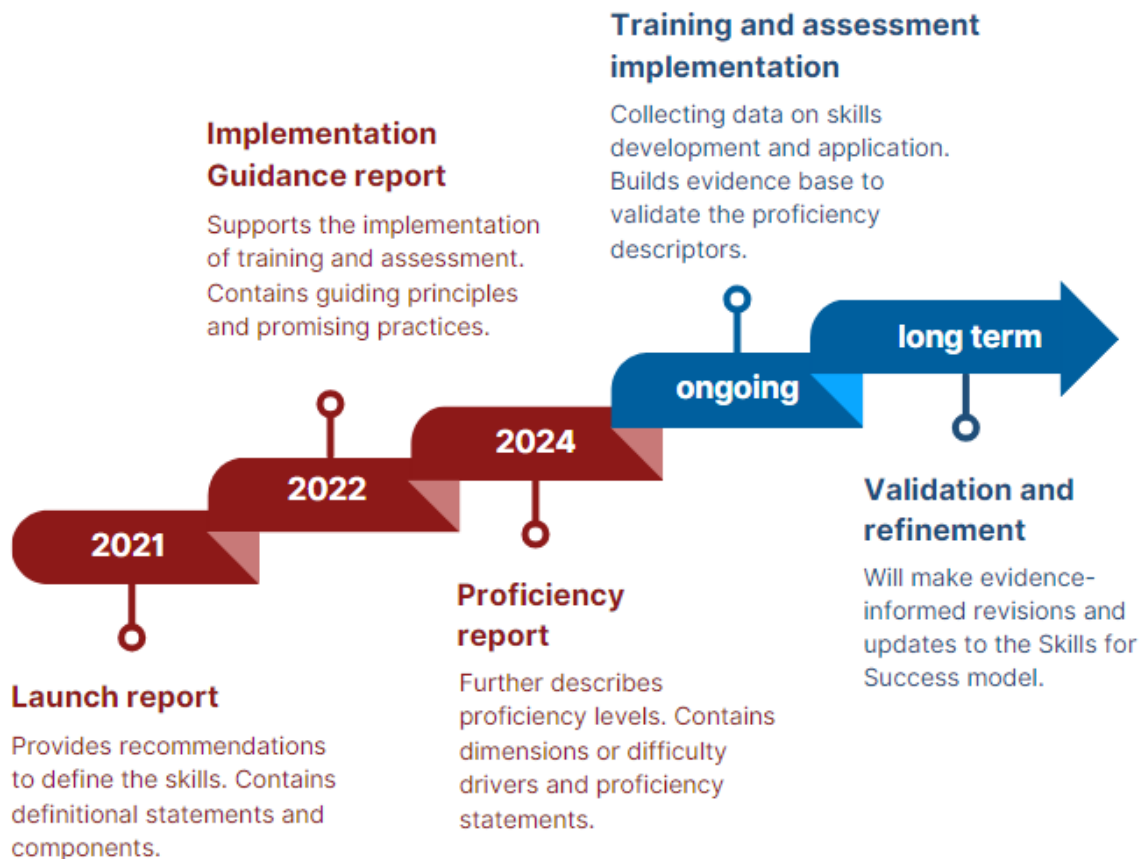 Training and assessment
implementation
Collecting data on skills
development and application.
Builds evidence base to
validate the proficiency
descriptors.
Implementation
Guidance report
Supports the implementation
of training and assessment.
Contains guiding principles
and promising practices.
long term
ongoing
2024
2022
2021
Validation and
refinement
Will make evidence-
informed revisions and
updates to the Skills for
Success model.
Proficiency
report
Further describes
proficiency levels. Contains
dimensions or difficulty
drivers and proficiency
statements.
Launch report
Provides recommendations
to define the skills. Contains
definitional statements and
components.